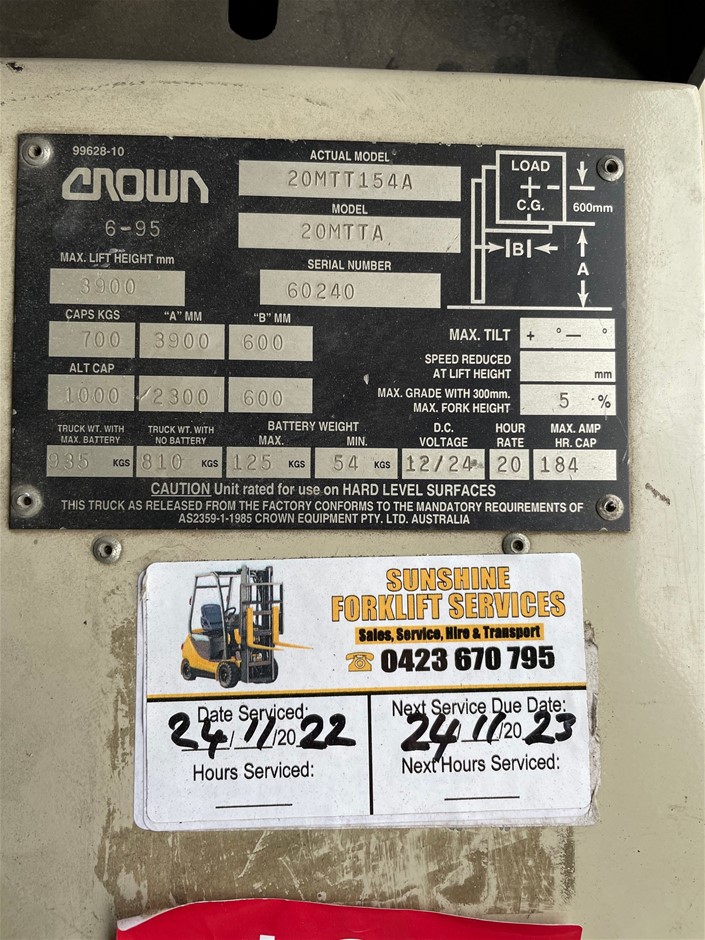 99628-10
CROWN
6-95
ACTUAL MODEL
20MTT154A
MODEL
20MTTA
MAX. LIFT HEIGHT mm
3900
SERIAL NUMBER
60240
LOAD
C.G.
600mm
B
A
CAPS KGS "A" MM "B" MM
700 3900 600
ALT CAP
1000 2300 600
MAX. TILT + ° — °
SPEED REDUCED
AT LIFT HEIGHT mm
MAX. GRADE WITH 300mm.
MAX. FORK HEIGHT 5 %
TRUCK WT. WITH MAX. BATTERY
935 KGS
TRUCK WT. WITH NO BATTERY
810 KGS
BATTERY WEIGHT
MAX. MIN.
125 KGS 54 KGS
D.C. VOLTAGE
12/24
HOUR RATE
20
MAX. AMP HR. CAP
184
CAUTION Unit rated for use on HARD LEVEL SURFACES
THIS TRUCK AS RELEASED FROM THE FACTORY CONFORMS TO THE MANDATORY REQUIREMENTS OF
AS2359-1-1985 CROWN EQUIPMENT PTY. LTD. AUSTRALIA
SUNSHINE
FORKLIFT SERVICES
Sales, Service, Hire & Transport
0423 670 795
Date Serviced:
24/11/2022
Hours Serviced:
Next Service Due Date:
24/11/2023
Next Hours Serviced: